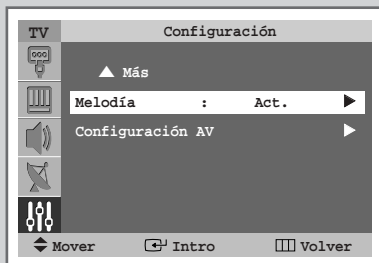 TV Configuración
▲ Más
Melodía : Act. ▶
Configuración AV ▶
Mover Intro Volver